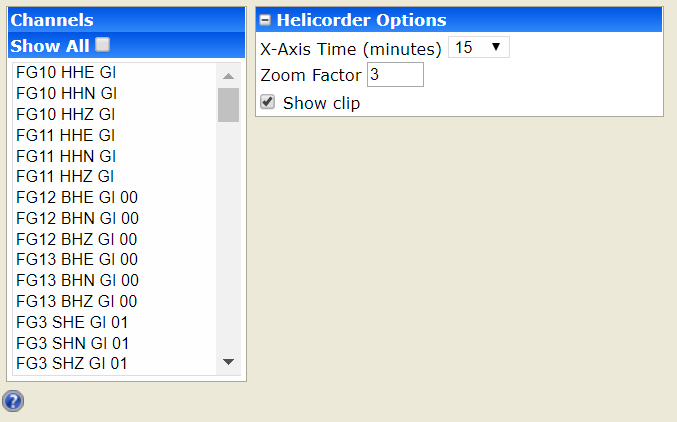 Channels
Show All
FG10 HHE GI
FG10 HHN GI
FG10 HHZ GI
FG11 HHE GI
FG11 HHN GI
FG11 HHZ GI
FG12 BHE GI 00
FG12 BHN GI 00
FG12 BHZ GI 00
FG13 BHE GI 00
FG13 BHN GI 00
FG13 BHZ GI 00
FG3 SHE GI 01
FG3 SHN GI 01
FG3 SHZ GI 01
Helicorder Options
X-Axis Time (minutes) 15
Zoom Factor 3
Show clip
?